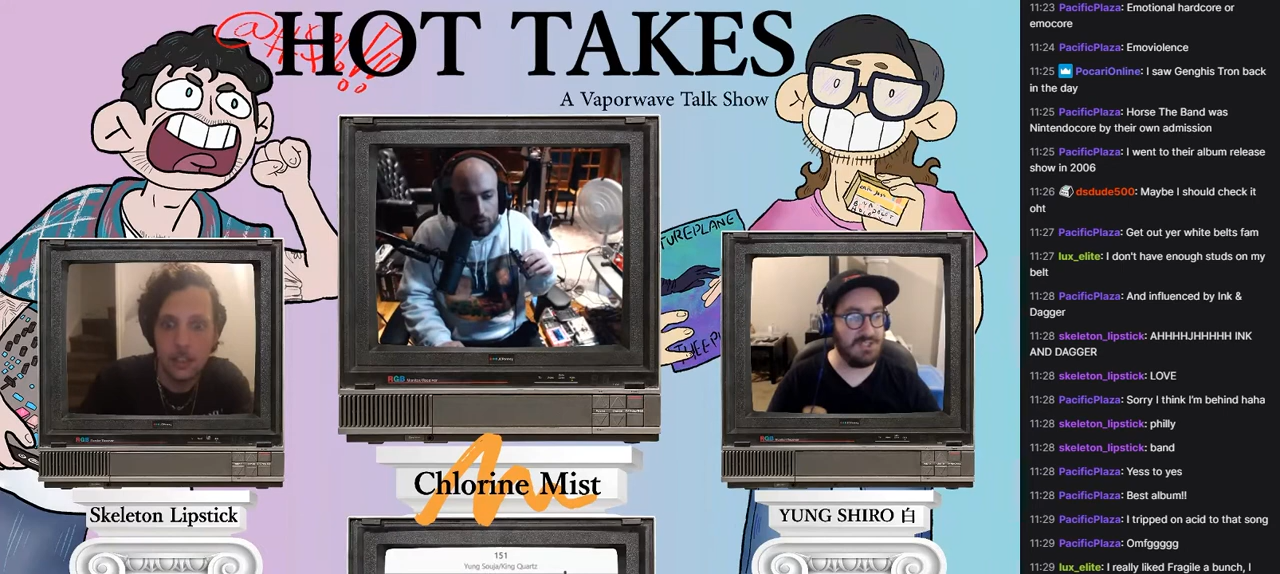 @#$!
HOT TAKES
A Vaporwave Talk Show
TUREPLANE
RGB
RGB
RGB
Chlorine Mist
Skeleton Lipstick
YUNG SHIRO 白
151
Yung Souja/King Quartz
11:23 PacificPlaza: Emotional hardcore or
emocore
11:24 PacificPlaza: Emoviolence
11:25 PocariOnline: I saw Genghis Tron back
in the day
11:25 PacificPlaza: Horse The Band was
Nintendocore by their own admission
11:25 PacificPlaza: I went to their album release
show in 2006
11:26 dsdude500: Maybe I should check it
oht
11:27 PacificPlaza: Get out yer white belts fam
11:27 lux_elite: I don't have enough studs on my
belt
11:28 PacificPlaza: And influenced by Ink &
Dagger
11:28 skeleton_lipstick: AHHHHJHHHHH INK
AND DAGGER
11:28 skeleton_lipstick: LOVE
11:28 PacificPlaza: Sorry I think I'm behind haha
11:28 skeleton_lipstick: philly
11:28 skeleton_lipstick: band
11:28 PacificPlaza: Yess to yes
11:28 PacificPlaza: Best album!!
11:29 PacificPlaza: I tripped on acid to that song
11:29 PacificPlaza: Omfggggg
11:29 lux_elite: I really liked Fragile a bunch, I